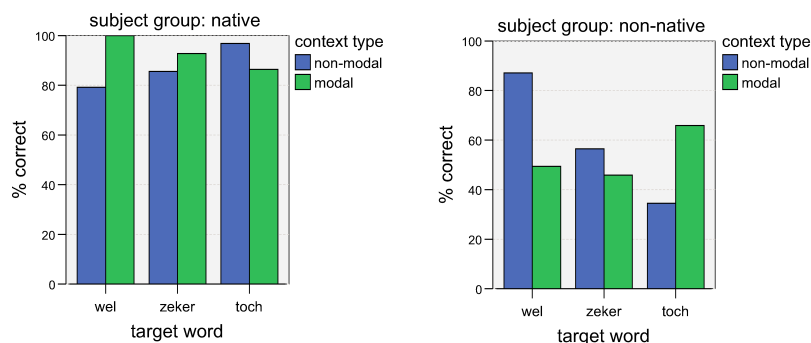 subject group: native
context type
non-modal
modal
100
80
60
40
20
0
% correct
wel zeker toch
target word
subject group: non-native
context type
non-modal
modal
100
80
60
40
20
0
% correct
wel zeker toch
target word